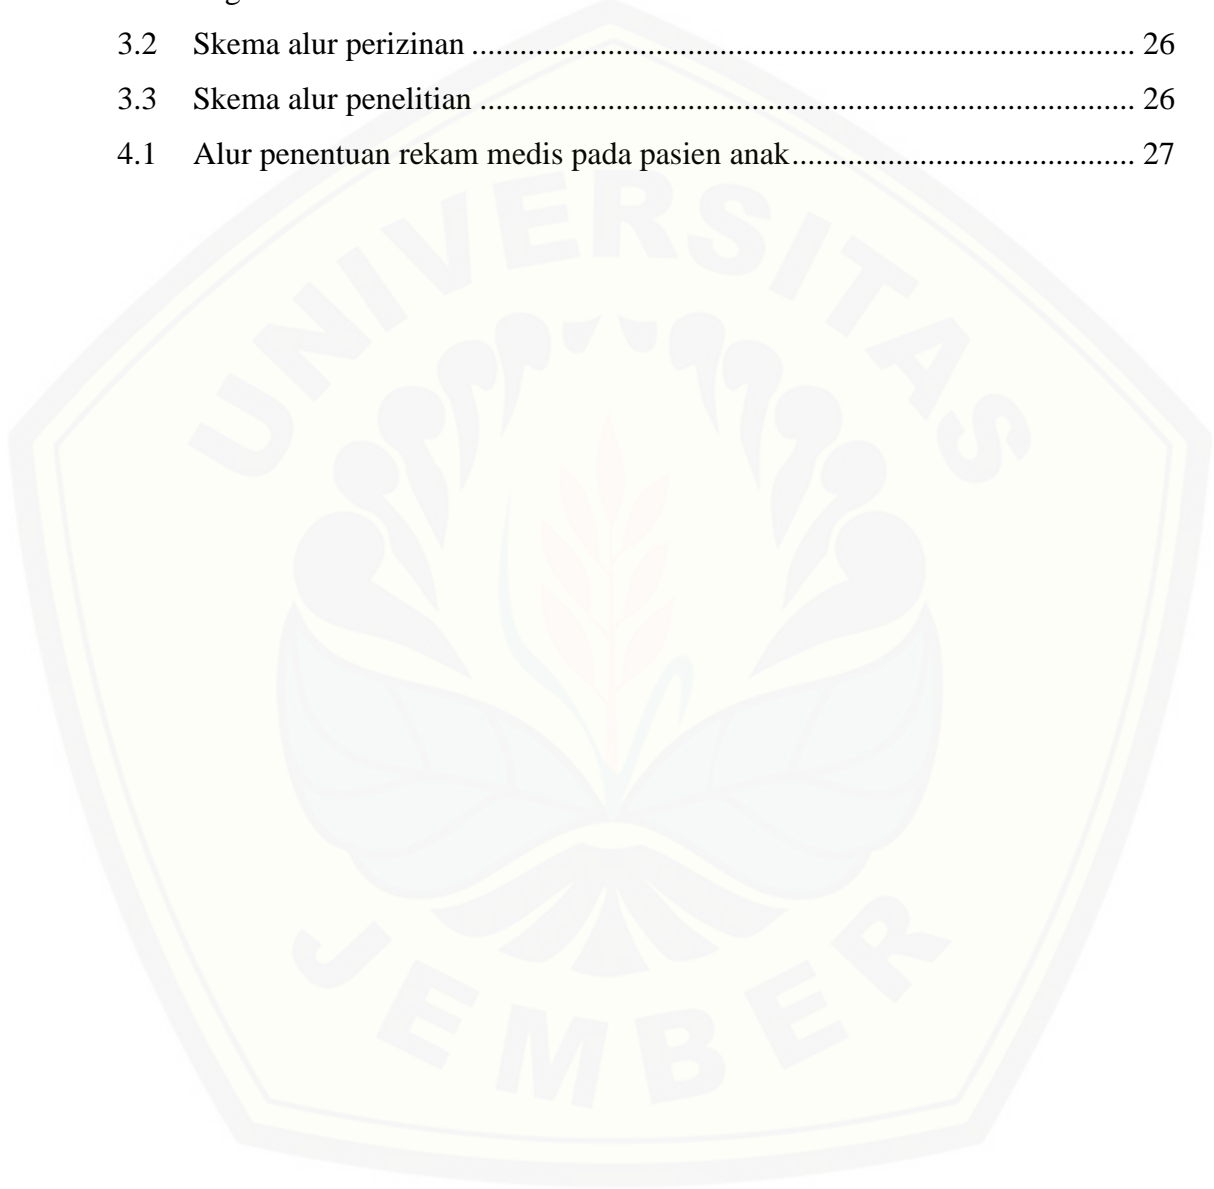 3.2 Skema alur perizinan ................................................................................... 26
3.3 Skema alur penelitian .................................................................................. 26
4.1 Alur penentuan rekam medis pada pasien anak........................................... 27
UNIVERSITAS
JEMBER